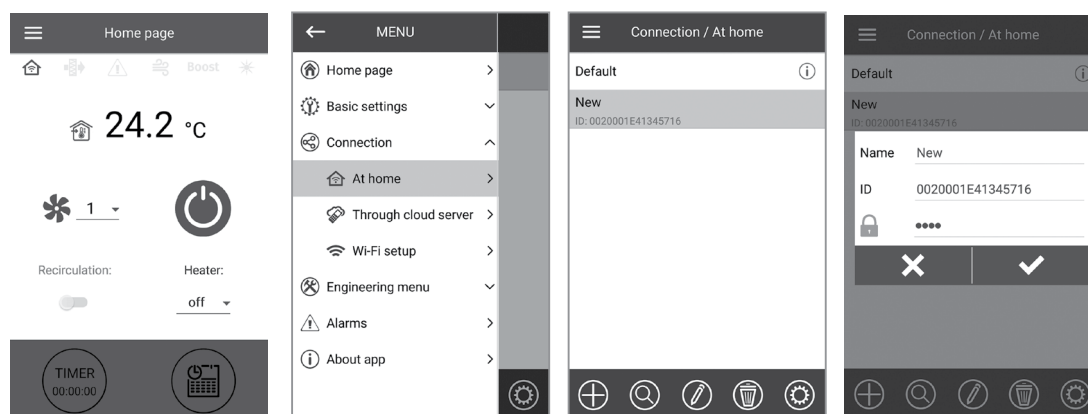 Home page
Boost
24.2 °C
1
Recirculation:
Heater:
off
TIMER
00:00:00
MENU
Home page
Basic settings
Connection
At home
Through cloud server
Wi-Fi setup
Engineering menu
Alarms
About app
Connection / At home
Default
New
ID: 0020001E41345716
Connection / At home
Default
New
ID: 0020001E41345716
Name New
ID 0020001E41345716
••••